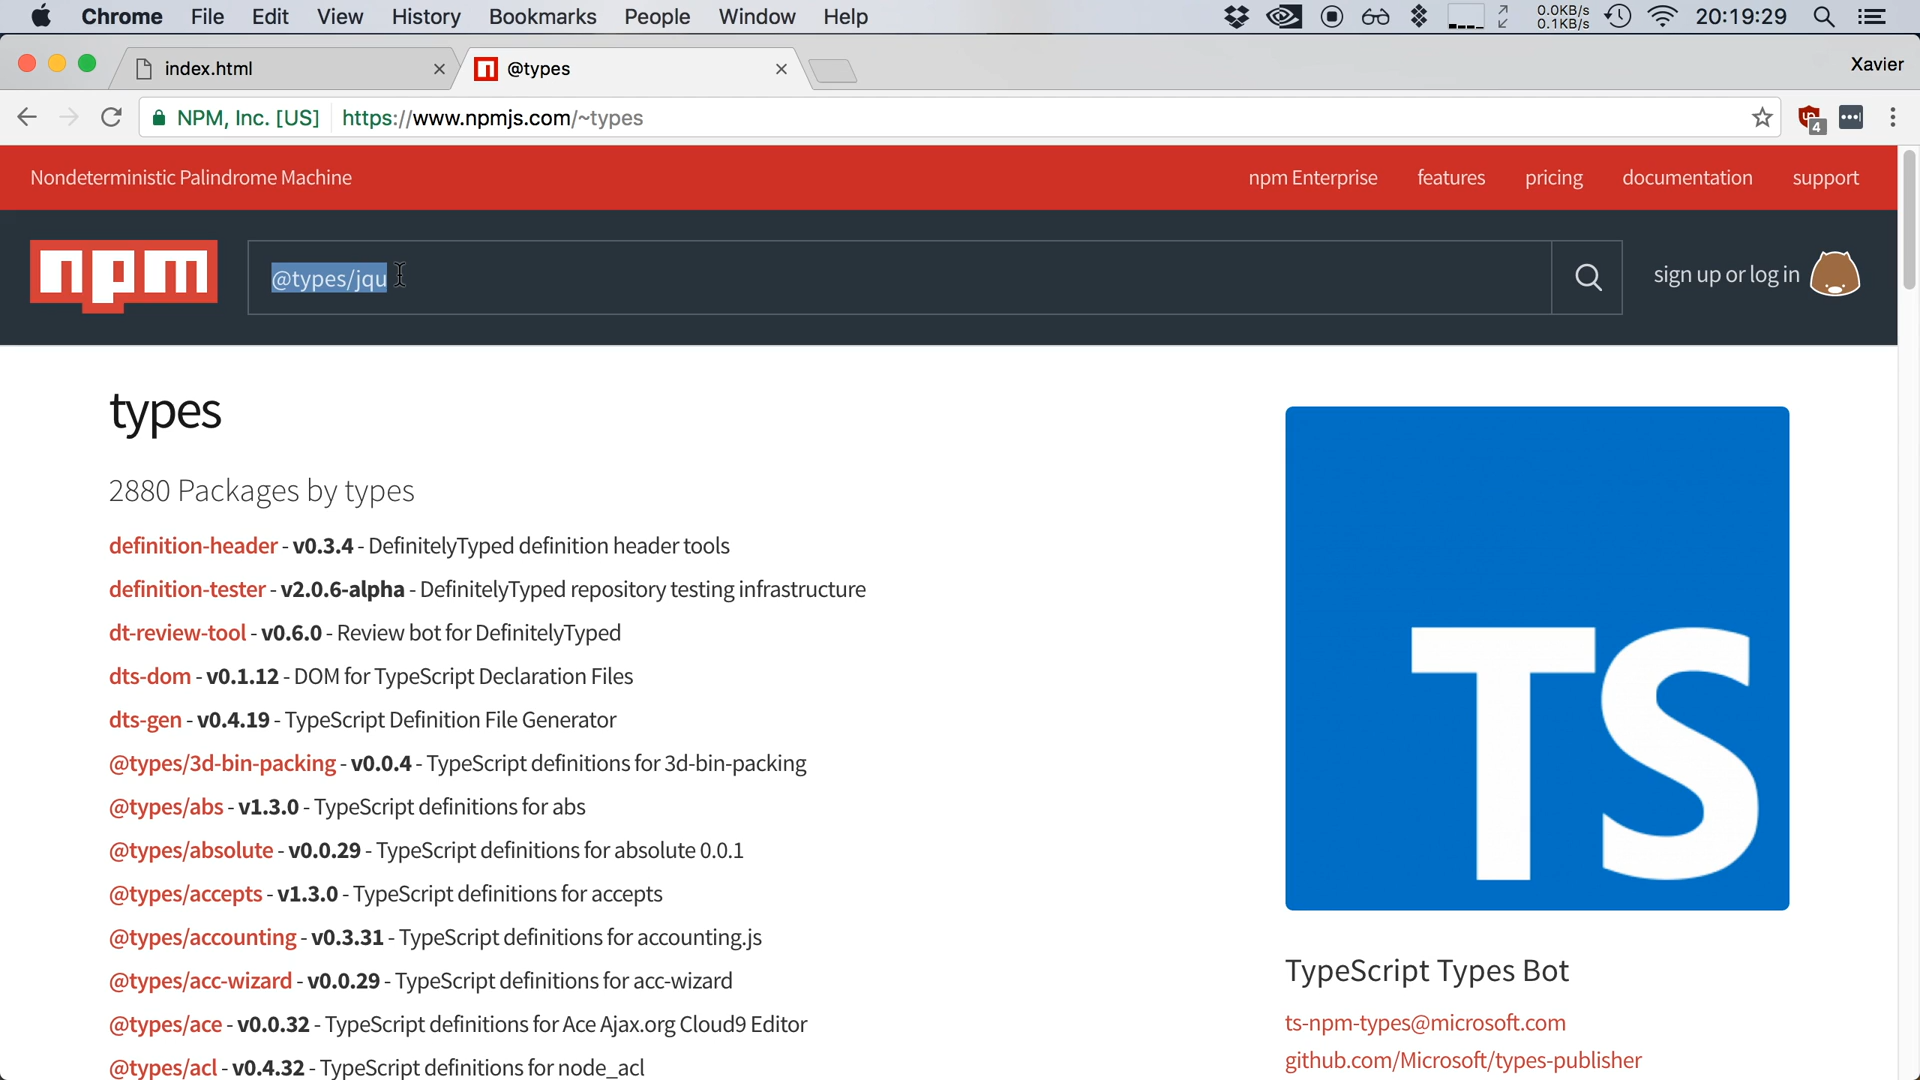 Chrome File Edit View History Bookmarks People Window Help 0.0KB/s 0.1KB/s 20:19:29
index.html @types Xavier
NPM, Inc. [US] https://www.npmjs.com/~types 4
Nondeterministic Palindrome Machine npm Enterprise features pricing documentation support
npm @types/jqu sign up or log in
types
2880 Packages by types
definition-header - v0.3.4 - DefinitelyTyped definition header tools
definition-tester - v2.0.6-alpha - DefinitelyTyped repository testing infrastructure
dt-review-tool - v0.6.0 - Review bot for DefinitelyTyped
dts-dom - v0.1.12 - DOM for TypeScript Declaration Files
dts-gen - v0.4.19 - TypeScript Definition File Generator
@types/3d-bin-packing - v0.0.4 - TypeScript definitions for 3d-bin-packing
@types/abs - v1.3.0 - TypeScript definitions for abs
@types/absolute - v0.0.29 - TypeScript definitions for absolute 0.0.1
@types/accepts - v1.3.0 - TypeScript definitions for accepts
@types/accounting - v0.3.31 - TypeScript definitions for accounting.js
@types/acc-wizard - v0.0.29 - TypeScript definitions for acc-wizard
@types/ace - v0.0.32 - TypeScript definitions for Ace Ajax.org Cloud9 Editor
@types/acl - v0.4.32 - TypeScript definitions for node_acl
TS
TypeScript Types Bot
ts-npm-types@microsoft.com
github.com/Microsoft/types-publisher